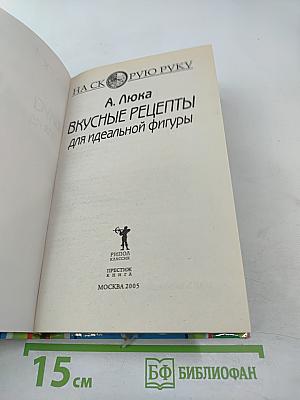 НА СКОРУЮ РУКУ
А. Люка
ВКУСНЫЕ РЕЦЕПТЫ
для идеальной фигуры
РИПОЛ
КЛАССИК
ПРЕСТИЖ
КНИГА
МОСКВА 2005
15 см
БФ БИБЛИОФАН